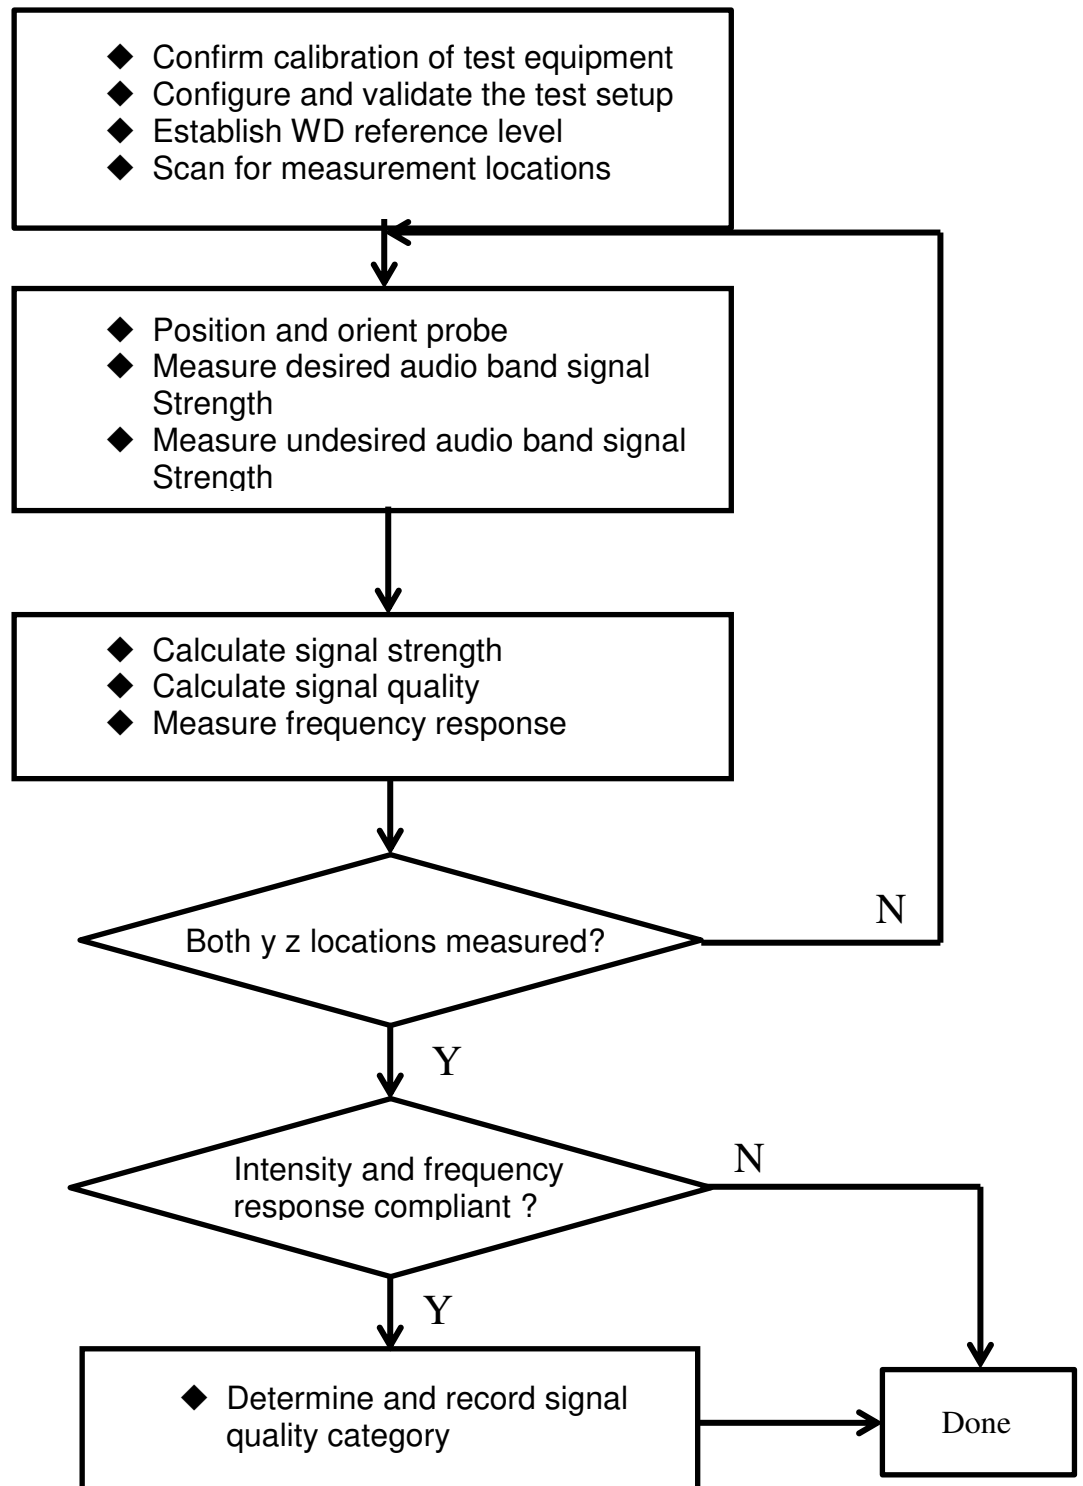 ◆ Confirm calibration of test equipment
◆ Configure and validate the test setup
◆ Establish WD reference level
◆ Scan for measurement locations
◆ Position and orient probe
◆ Measure desired audio band signal
Strength
◆ Measure undesired audio band signal
Strength
◆ Calculate signal strength
◆ Calculate signal quality
◆ Measure frequency response
N
Both y z locations measured?
Y
N
Intensity and frequency
response compliant ?
Y
◆ Determine and record signal
quality category
Done